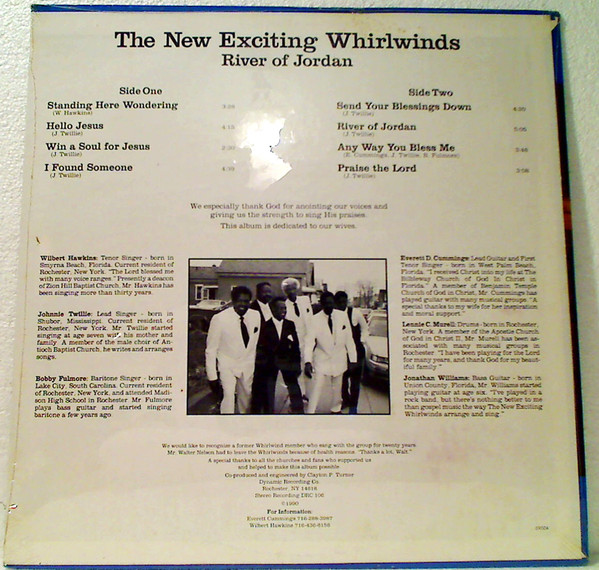 The New Exciting Whirlwinds
River of Jordan
Side One
Standing Here Wondering
(W. Hawkins)
Hello Jesus
(J Twillie)
Win a Soul for Jesus
(J. Twillie)
I Found Someone
(J. Twillie)
Side Two
Send Your Blessings Down
(J. Twillie)
River of Jordan
(J. Twillie)
5:05
Any Way You Bless Me
(E. Cummings, J. Twillie, B. Fulmore)
Praise the Lord
(J. Twillie)
We especially thank God for anointing our voices and
giving us the strength to sing His praises.
This album is dedicated to our wives.
Wilbert Hawkins: Tenor Singer - born in
Smyrna Beach, Florida. Current resident of
Rochester, New York. "The Lord blessed me
with many voice ranges." Presently a deacon
of Zion Hill Baptist Church, Mr. Hawkins has
been singing more than thirty years.
Johnnie Twillie: Lead Singer - born in
Shubor, Mississippi. Current resident of
Rochester, New York. Mr. Twillie started
singing at age seven with his mother and
family. A member of the male choir of An-
tioch Baptist Church, he writes and arranges
songs.
Bobby Fulmore: Baritone Singer - born in
Lake City, South Carolina. Current resident
of Rochester, New York, and attended Madi-
son High School in Rochester. Mr. Fulmore
plays bass guitar and started singing
baritone a few years ago.
Everett D. Cummings: Lead Guitar and First
Tenor Singer - born in West Palm Beach,
Florida. "I received Christ into my life at The
Bibleway Church of God In Christ in
Florida." A member of Benjamin Temple
Church of God in Christ, Mr. Cummings has
played guitar with many musical groups. "A
special thanks to my wife for her inspiration
and moral support."
Lennie C. Murell: Drums - born in Rochester,
New York. A member of the Apostle Church
of God in Christ II, Mr. Murell has been as-
sociated with many musical groups in
Rochester. "I have been playing for the Lord
for many years, and thank God for my beau-
tiful family."
Jonathan Williams: Bass Guitar - born in
Union County, Florida, Mr. Williams started
playing guitar at age six. "I've played in a
rock band, but there's nothing better to me
than gospel music the way The New Exciting
Whirlwinds arrange and sing."
We would like to recognize a former Whirlwind member who sang with the group for twenty years.
Mr. Walter Nelson had to leave the Whirlwinds because of health reasons. "Thanks a lot, Walt."
A special thanks to all the churches and fans who supported us
and helped to make this album possible.
Co-produced and engineered by Clayton P. Turner
Dynamic Recording Co.
Rochester, NY 14616
Stereo Recording DRC 106
©1990
For Information:
Everett Cummings
Wilbert Hawkins